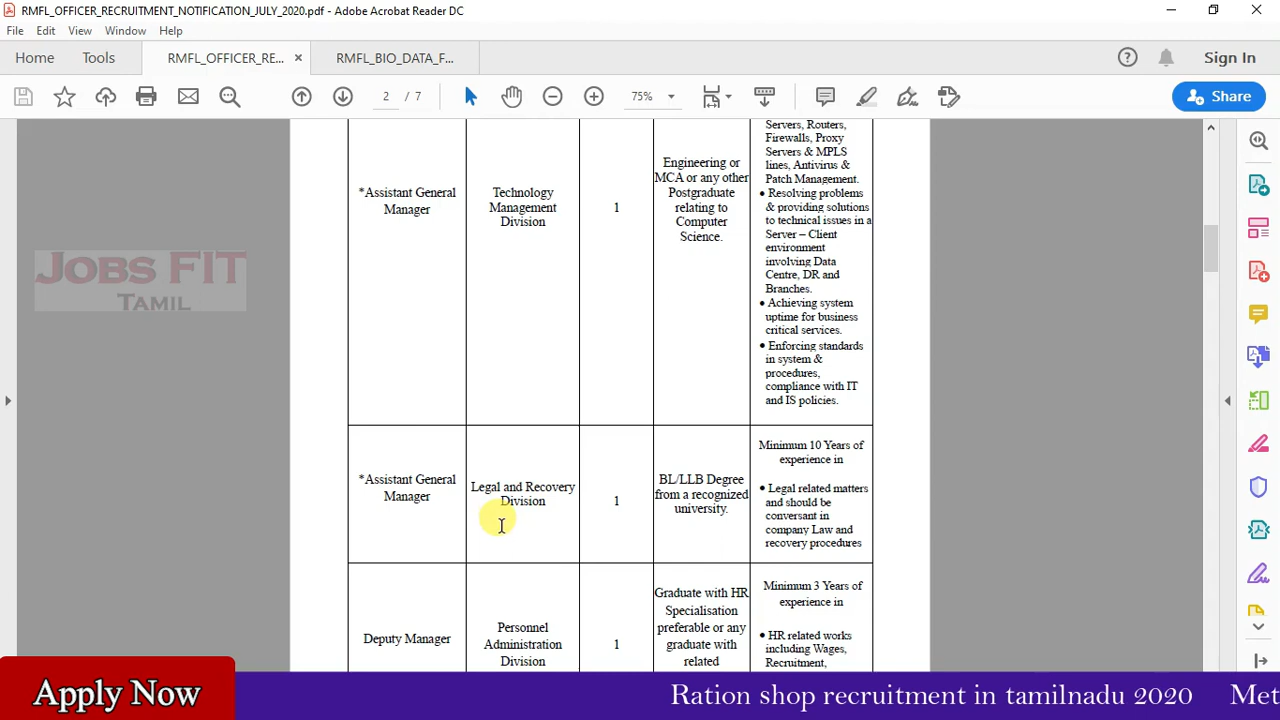 RMFL_OFFICER_RECRUITMENT_NOTIFICATION_JULY_2020.pdf - Adobe Acrobat Reader DC
File Edit View Window Help
Home Tools RMFL_OFFICER_RE... × RMFL_BIO_DATA_F... Sign In
2 / 7 75% Share
*Assistant General
Manager
Technology
Management
Division
1
Engineering or
MCA or any other
Postgraduate
relating to
Computer
Science.
Servers, Routers,
Firewalls, Proxy
Servers & MPLS
lines, Antivirus &
Patch Management.
• Resolving problems
& providing solutions
to technical issues in a
Server – Client
environment
involving Data
Centre, DR and
Branches.
• Achieving system
uptime for business
critical services.
• Enforcing standards
in system &
procedures,
compliance with IT
and IS policies.
*Assistant General
Manager
Legal and Recovery
Division
1
BL/LLB Degree
from a recognized
university.
Minimum 10 Years of
experience in
• Legal related matters
and should be
conversant in
company Law and
recovery procedures
Deputy Manager
Personnel
Administration
Division
1
Graduate with HR
Specialisation
preferable or any
graduate with
related
Minimum 3 Years of
experience in
• HR related works
including Wages,
Recruitment,
JOBS FIT
TAMIL
Apply Now
Ration shop recruitment in tamilnadu 2020 Met